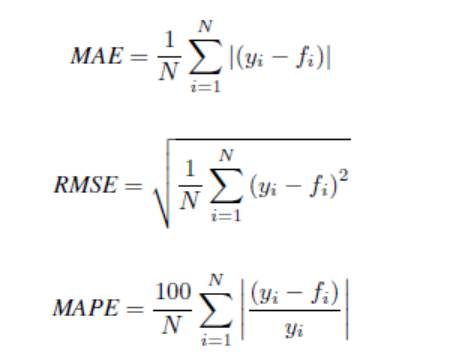 MAE = \frac{1}{N} \sum_{i=1}^{N} |(y_i - f_i)|
RMSE = \sqrt{\frac{1}{N} \sum_{i=1}^{N} (y_i - f_i)^2}
MAPE = \frac{100}{N} \sum_{i=1}^{N} \left| \frac{(y_i - f_i)}{y_i} \right|